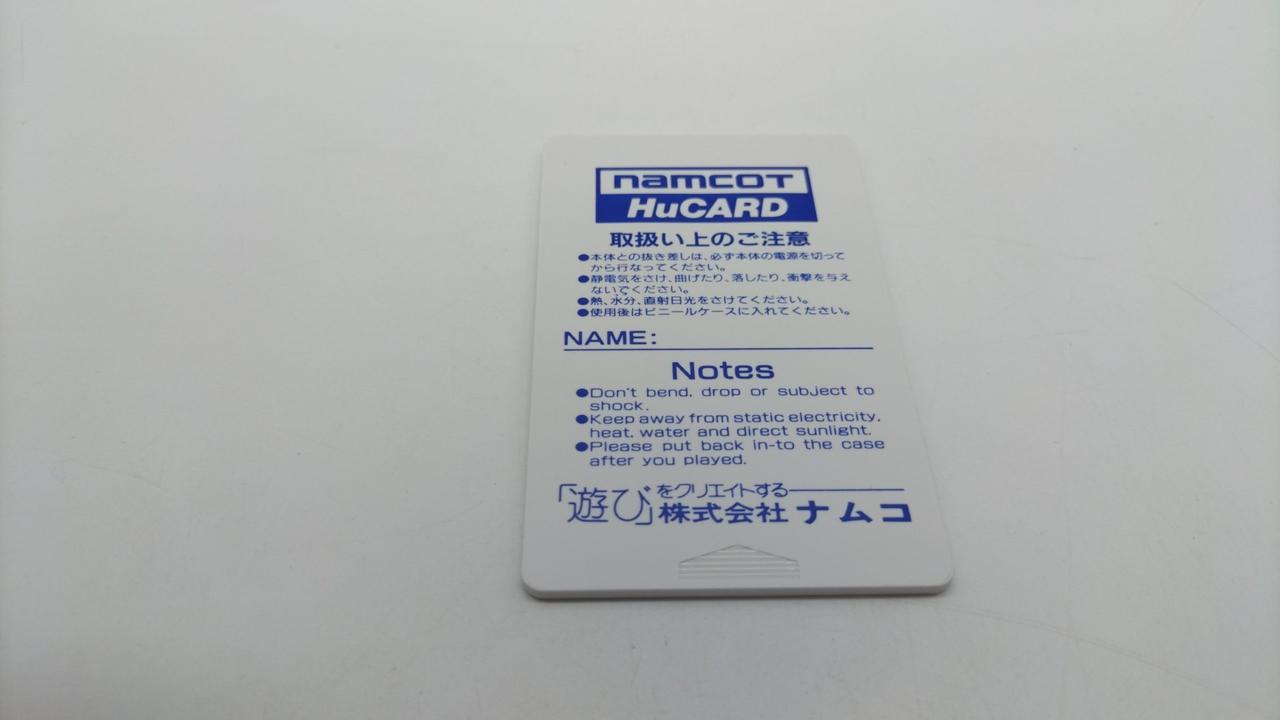 namcot
HuCARD
取扱い上のご注意
●本体との抜き差しは、必ず本体の電源を切って
から行なってください。
●静電気をさけ、曲げたり、落したり、衝撃を与え
ないでください。
●熱、水分、直射日光をさけてください。
●使用後はビニールケースに入れてください。
NAME:
Notes
●Don't bend, drop or subject to
shock.
●Keep away from static electricity,
heat, water and direct sunlight.
●Please put back in-to the case
after you played.
「遊び」をクリエイトする
株式会社ナムコ